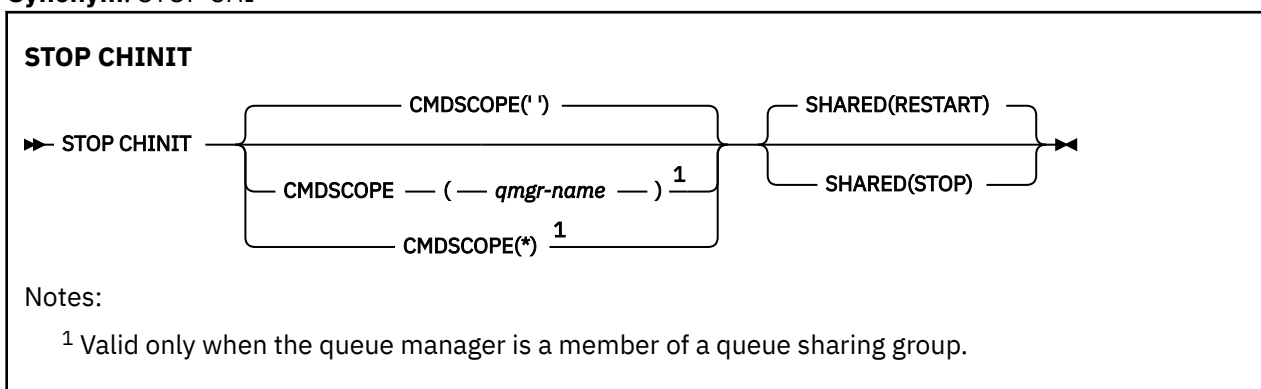 STOP CHINIT
CMDSCOPE(' ') SHARED(RESTART)
STOP CHINIT
CMDSCOPE ( qmgr-name ) 1 SHARED(STOP)
CMDSCOPE(*) 1
Notes:
1 Valid only when the queue manager is a member of a queue sharing group.